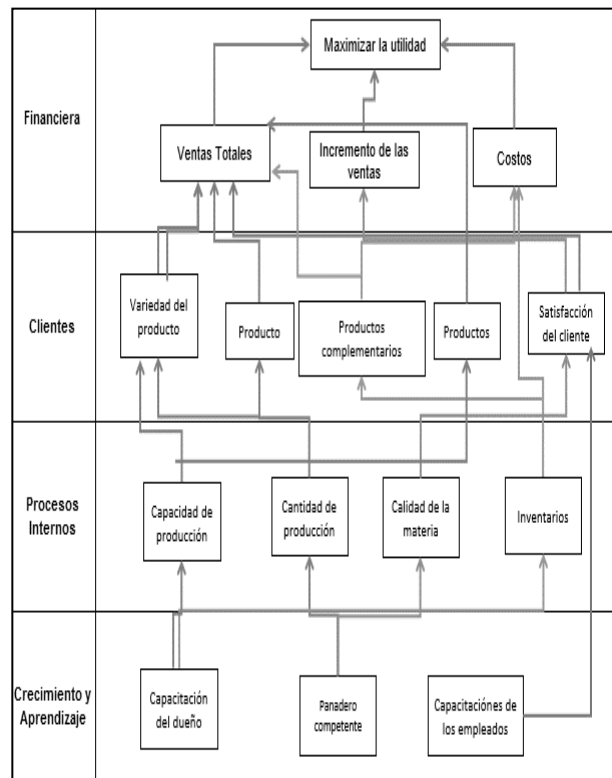 Financiera
Maximizar la utilidad
Ventas Totales
Incremento de las
ventas
Costos
Clientes
Variedad del
producto
Producto
Productos
complementarios
Productos
Satisfacción
del cliente
Procesos
Internos
Capacidad de
producción
Cantidad de
producción
Calidad de la
materia
Inventarios
Crecimiento y
Aprendizaje
Capacitación
del dueño
Panadero
competente
Capacitaciónes de
los empleados